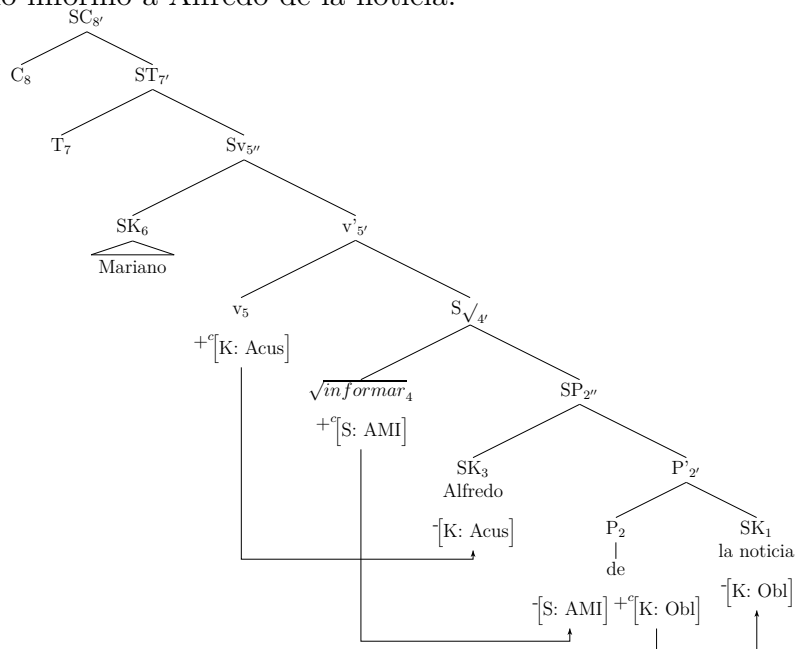 informó a Alfredo de la noticia.
SC8′
C8 ST7′
T7 Sv5″
SK6 v'5′
Mariano
v5 S√4′
+c[K: Acus]
√informar4 SP2″
+c[S: AMI]
SK3 P'2′
Alfredo
-[K: Acus] P2 SK1
la noticia
de
-[K: Obl]
-[S: AMI] +c[K: Obl]